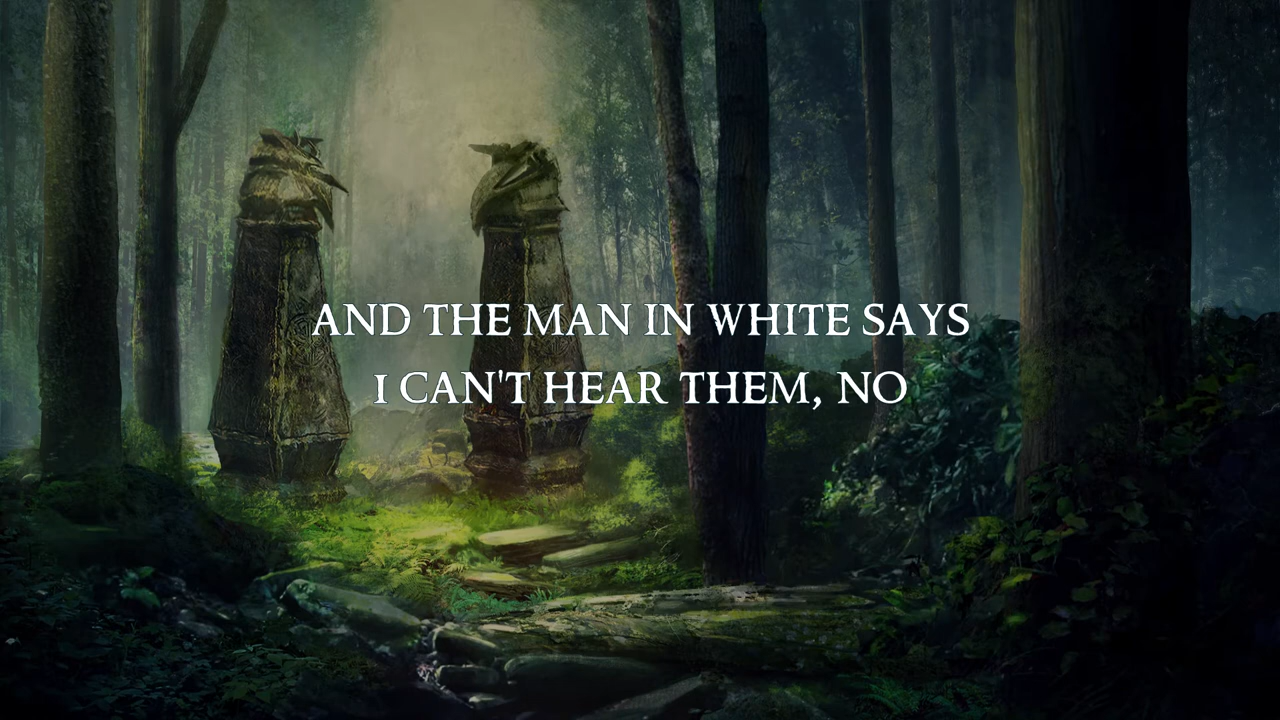 AND THE MAN IN WHITE SAYS
I CAN'T HEAR THEM, NO